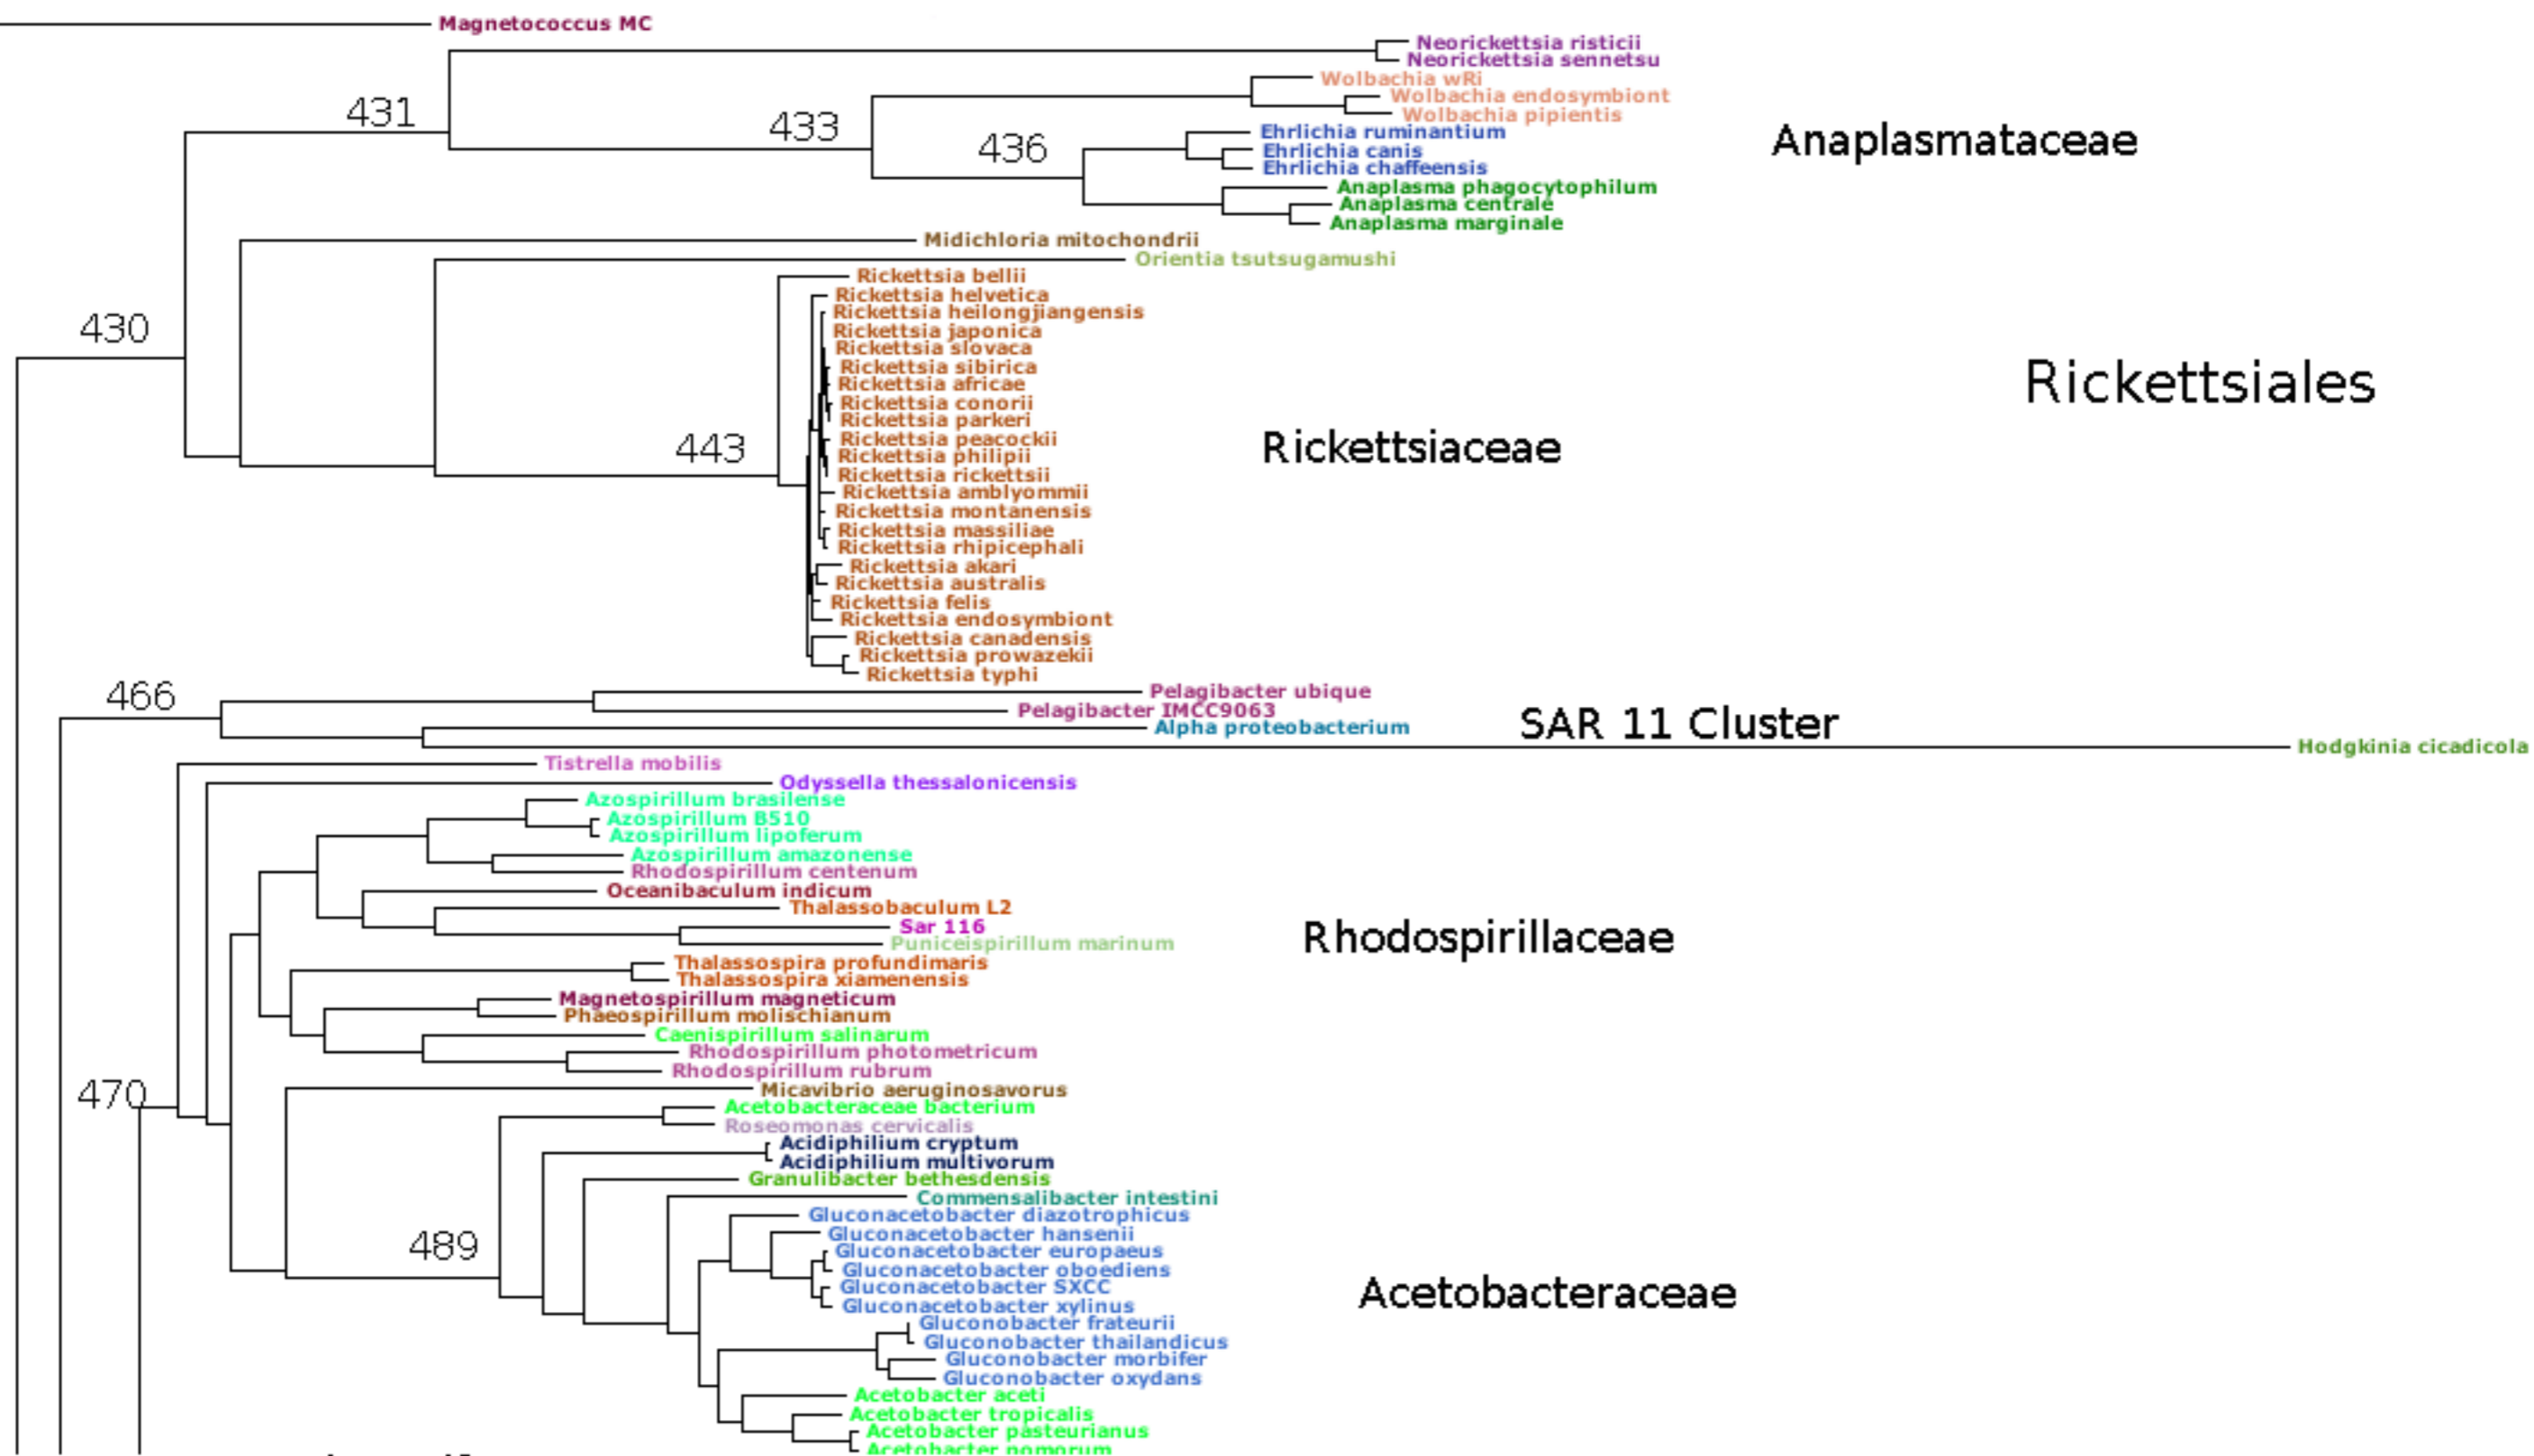 Magnetococcus MC
Neorickettsia risticii
Neorickettsia sennetsu
Wolbachia wRi
Wolbachia endosymbiont
431
Wolbachia pipientis
433
Ehrlichia ruminantium
Anaplasmataceae
436
Ehrlichia canis
Ehrlichia chaffeensis
Anaplasma phagocytophilum
Anaplasma centrale
Anaplasma marginale
Midichloria mitochondrii
Orientia tsutsugamushi
Rickettsia bellii
Rickettsia helvetica
Rickettsia heilongjiangensis
430
Rickettsia japonica
Rickettsia slovaca
Rickettsia sibirica
Rickettsia africae
Rickettsiales
Rickettsia conorii
Rickettsia parkeri
Rickettsia peacockii
443
Rickettsiaceae
Rickettsia philipii
Rickettsia rickettsii
Rickettsia amblyommii
Rickettsia montanensis
Rickettsia massiliae
Rickettsia rhipicephali
Rickettsia akari
Rickettsia australis
Rickettsia felis
Rickettsia endosymbiont
Rickettsia canadensis
Rickettsia prowazekii
Rickettsia typhi
466
Pelagibacter ubique
Pelagibacter IMCC9063
SAR 11 Cluster
Alpha proteobacterium
Hodgkinia cicadicola
Tistrella mobilis
Odyssella thessalonicensis
Azospirillum brasilense
Azospirillum B510
Azospirillum lipoferum
Azospirillum amazonense
Rhodospirillum centenum
Oceanibaculum indicum
Thalassobaculum L2
Sar 116
Rhodospirillaceae
Puniceispirillum marinum
Thalassospira profundimaris
Thalassospira xiamenensis
Magnetospirillum magneticum
Phaeospirillum molischianum
Caenispirillum salinarum
Rhodospirillum photometricum
Rhodospirillum rubrum
470
Micavibrio aeruginosavorus
Acetobacteraceae bacterium
Roseomonas cervicalis
Acidiphilium cryptum
Acidiphilium multivorum
Granulibacter bethesdensis
Commensalibacter intestini
Gluconacetobacter diazotrophicus
Gluconacetobacter hansenii
489
Gluconacetobacter europaeus
Gluconacetobacter oboediens
Gluconacetobacter SXCC
Acetobacteraceae
Gluconacetobacter xylinus
Gluconobacter frateurii
Gluconobacter thailandicus
Gluconobacter morbifer
Gluconobacter oxydans
Acetobacter aceti
Acetobacter tropicalis
Acetobacter pasteurianus
Acetobacter pomorum